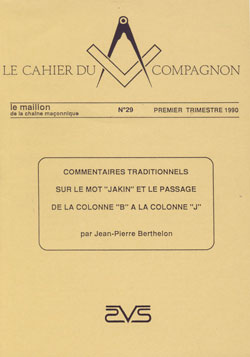 LE CAHIER DU COMPAGNON
le maillon
de la chaîne maçonnique
N°29
PREMIER TRIMESTRE 1990
COMMENTAIRES TRADITIONNELS
SUR LE MOT "JAKIN" ET LE PASSAGE
DE LA COLONNE "B" A LA COLONNE "J"
par Jean-Pierre Berthelon